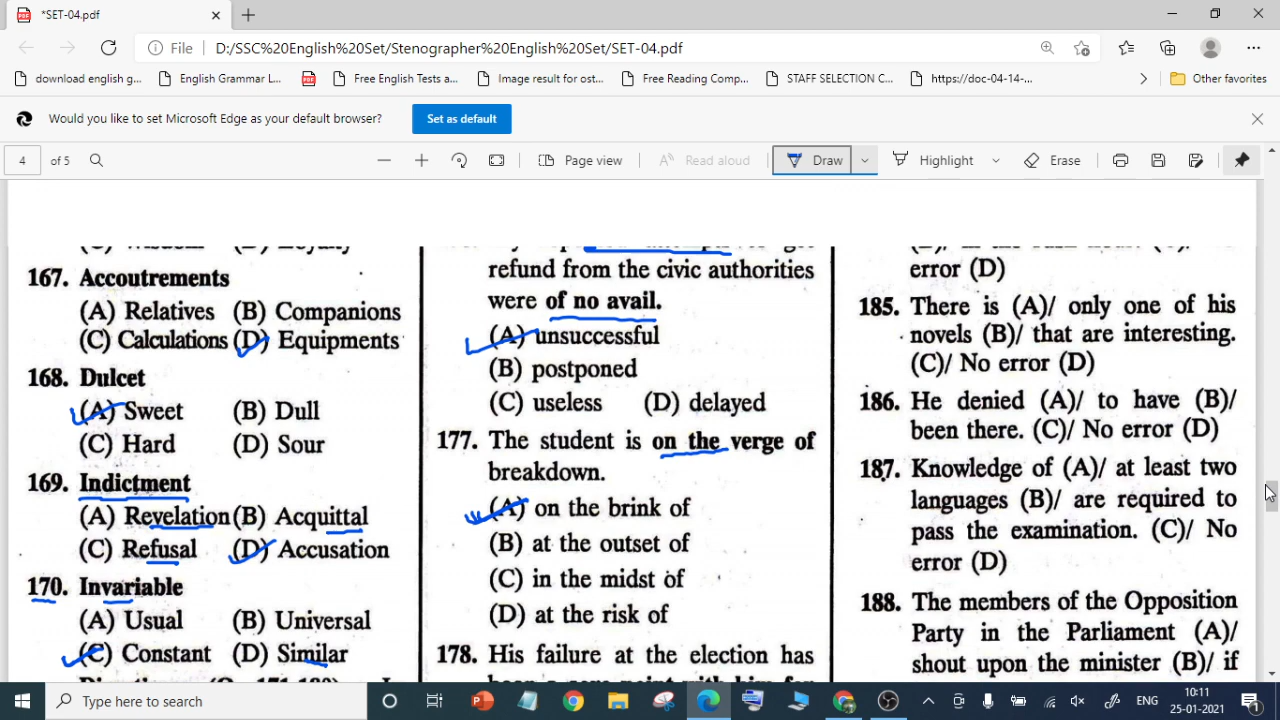 *SET-04.pdf
File D:/SSC%20English%20Set/Stenographer%20English%20Set/SET-04.pdf
download english g... English Grammar L... Free English Tests a... Image result for ost... Free Reading Comp... STAFF SELECTION C... https://doc-04-14-... Other favorites
Would you like to set Microsoft Edge as your default browser? Set as default
4 of 5 Page view Read aloud Draw Highlight Erase
167. Accoutrements
(A) Relatives (B) Companions
(C) Calculations (D) Equipments
168. Dulcet
(A) Sweet (B) Dull
(C) Hard (D) Sour
169. Indictment
(A) Revelation (B) Acquittal
(C) Refusal (D) Accusation
170. Invariable
(A) Usual (B) Universal
(C) Constant (D) Similar
refund from the civic authorities
were of no avail.
(A) unsuccessful
(B) postponed
(C) useless (D) delayed
177. The student is on the verge of
breakdown.
(A) on the brink of
(B) at the outset of
(C) in the midst of
(D) at the risk of
178. His failure at the election has
error (D)
185. There is (A)/ only one of his
novels (B)/ that are interesting.
(C)/ No error (D)
186. He denied (A)/ to have (B)/
been there. (C)/ No error (D)
187. Knowledge of (A)/ at least two
languages (B)/ are required to
pass the examination. (C)/ No
error (D)
188. The members of the Opposition
Party in the Parliament (A)/
shout upon the minister (B)/ if
Type here to search
ENG
10:11
25-01-2021
1